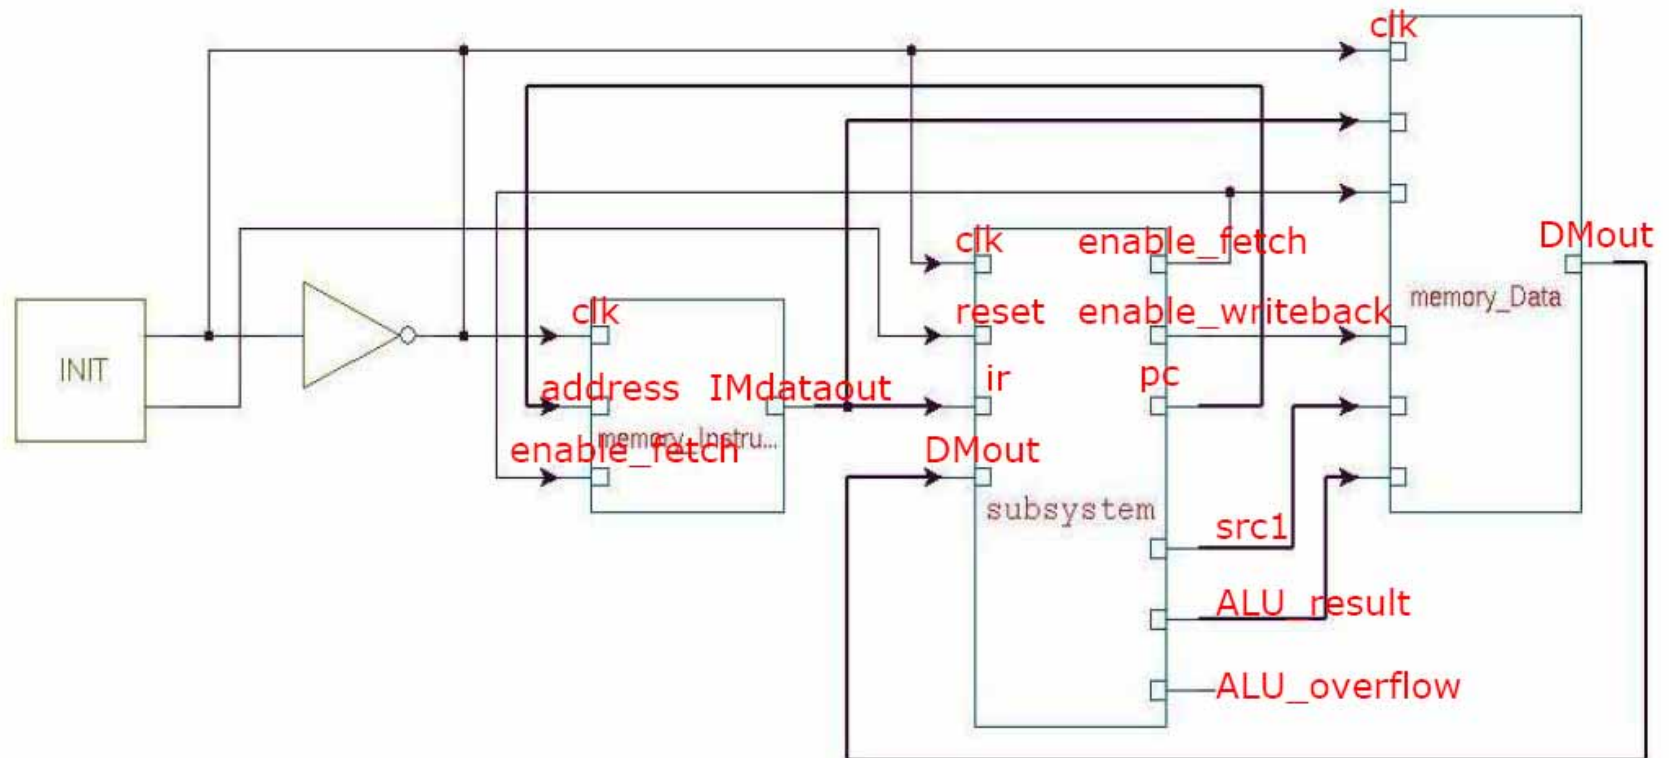 clk
DMout
memory_Data
clk
enable_fetch
reset
enable_writeback
ir
pc
DMout
subsystem
src1
ALU_result
ALU_overflow
INIT
clk
address
IMdataout
memory_Instru...
enable_fetch